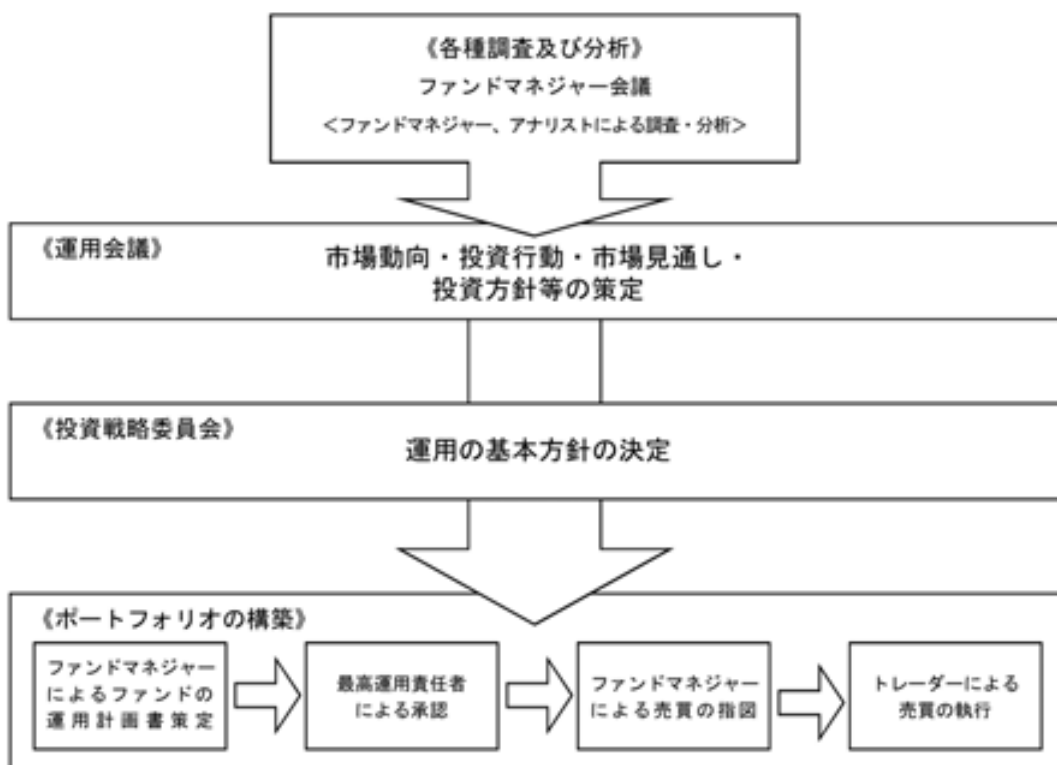 《各種調査及び分析》
ファンドマネジャー会議
＜ファンドマネジャー、アナリストによる調査・分析＞
《運用会議》
市場動向・投資行動・市場見通し・
投資方針等の策定
《投資戦略委員会》
運用の基本方針の決定
《ポートフォリオの構築》
ファンドマネジャー
によるファンドの
運用計画書策定
最高運用責任者
による承認
ファンドマネジャー
による売買の指図
トレーダーによる
売買の執行